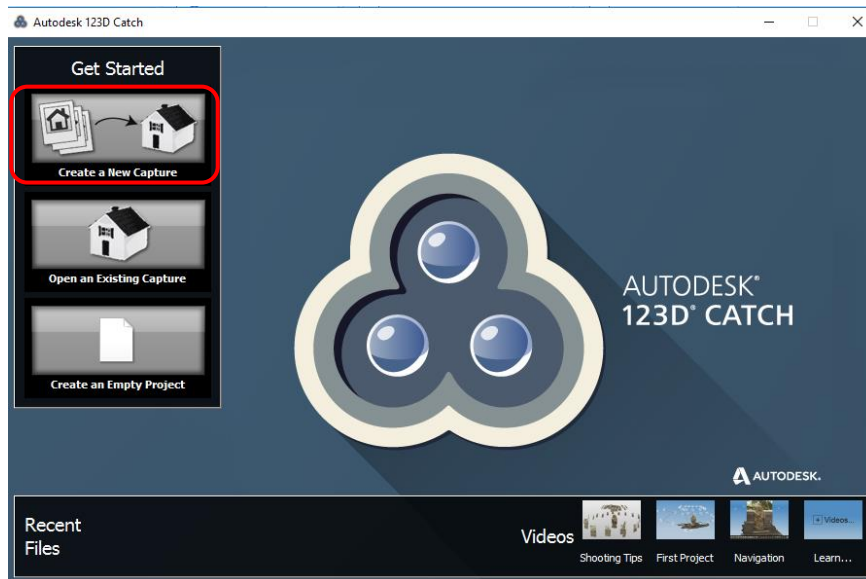 Autodesk 123D Catch
Get Started
Create a New Capture
Open an Existing Capture
Create an Empty Project
AUTODESK®
123D® CATCH
AUTODESK.
Recent
Files
Videos
Videos...
Shooting Tips
First Project
Navigation
Learn...